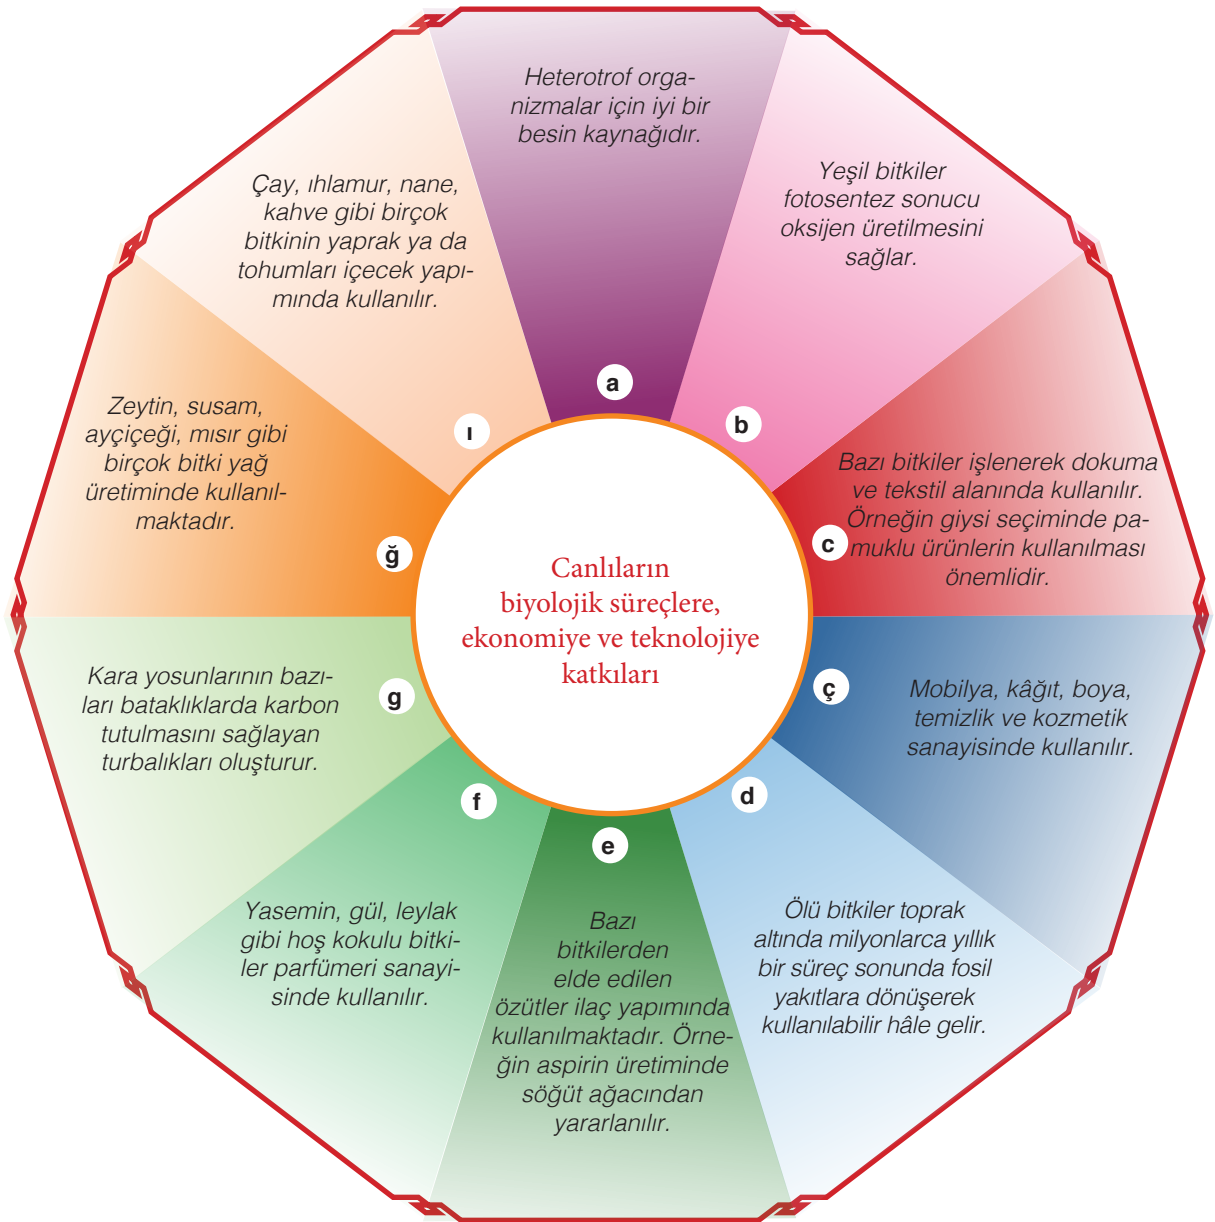 Heterotrof orga-
nizmalar için iyi bir
besin kaynağıdır.
a
Yeşil bitkiler
fotosentez sonucu
oksijen üretilmesini
sağlar.
b
Bazı bitkiler işlenerek dokuma
ve tekstil alanında kullanılır.
Örneğin giysi seçiminde pa-
muklu ürünlerin kullanılması
önemlidir.
c
Mobilya, kâğıt, boya,
temizlik ve kozmetik
sanayisinde kullanılır.
ç
Ölü bitkiler toprak
altında milyonlarca yıllık
bir süreç sonunda fosil
yakıtlara dönüşerek
kullanılabilir hâle gelir.
d
Bazı
bitkilerden
elde edilen
özütler ilaç yapımında
kullanılmaktadır. Örne-
ğin aspirin üretiminde
söğüt ağacından
yararlanılır.
e
Yasemin, gül, leylak
gibi hoş kokulu bitki-
ler parfümeri sanayi-
sinde kullanılır.
f
Kara yosunlarının bazı-
ları bataklıklarda karbon
tutulmasını sağlayan
turbalıkları oluşturur.
g
Zeytin, susam,
ayçiçeği, mısır gibi
birçok bitki yağ
üretiminde kullanıl-
maktadır.
ğ
Çay, ıhlamur, nane,
kahve gibi birçok
bitkinin yaprak ya da
tohumları içecek yapı-
mında kullanılır.
ı
Canlıların
biyolojik süreçlere,
ekonomiye ve teknolojiye
katkıları